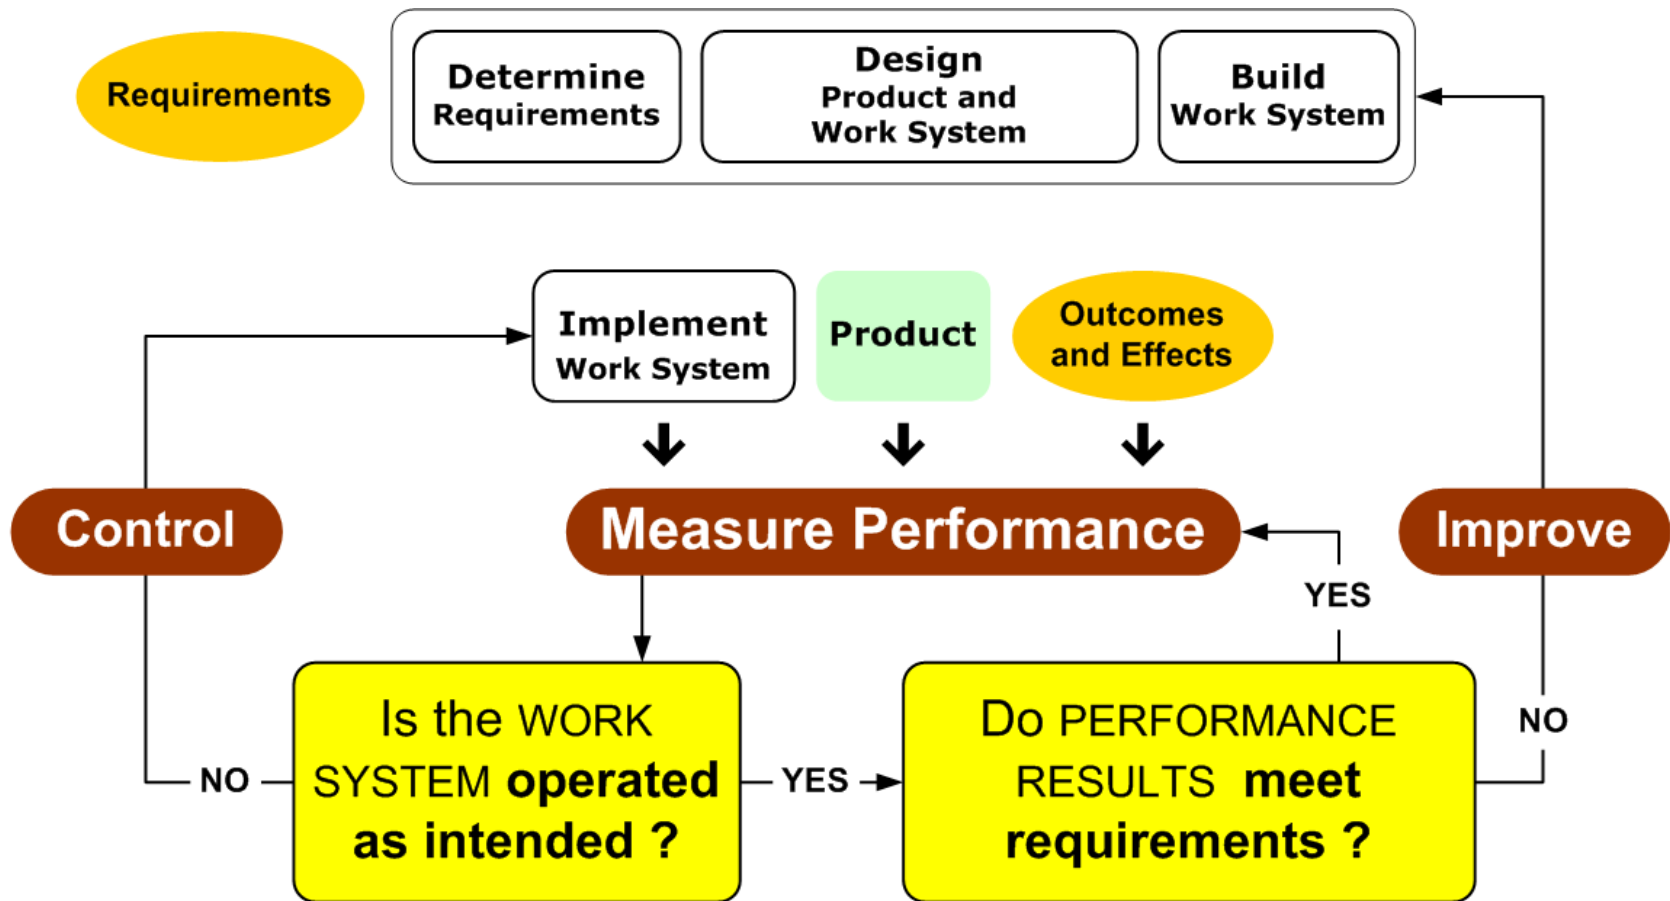 Requirements
Determine
Requirements
Design
Product and
Work System
Build
Work System
Implement
Work System
Product
Outcomes
and Effects
Control
Measure Performance
Improve
YES
Is the WORK
SYSTEM operated
as intended ?
NO
YES
Do PERFORMANCE
RESULTS meet
requirements ?
NO